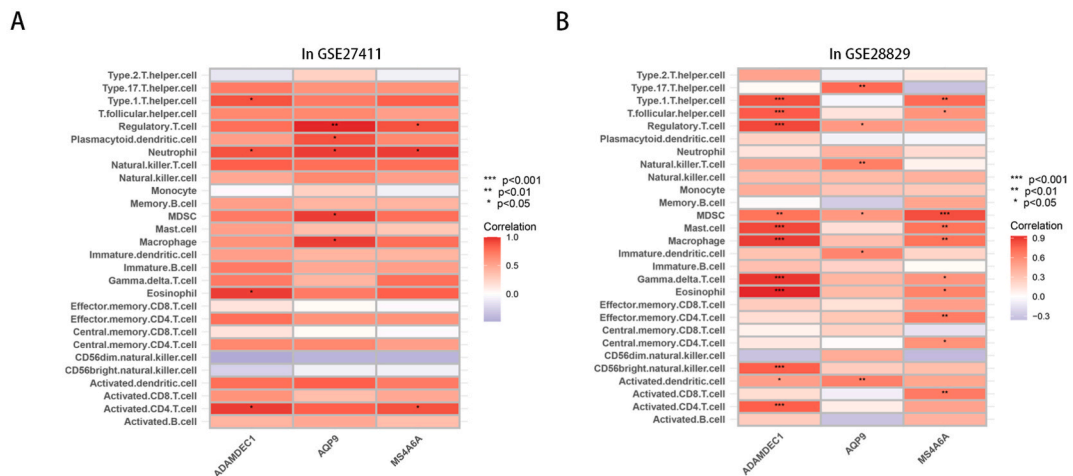 A
In GSE27411
Type.2.T.helper.cell
Type.17.T.helper.cell
Type.1.T.helper.cell *
T.follicular.helper.cell
Regulatory.T.cell ** *
Plasmacytoid.dendritic.cell *
Neutrophil * * *
Natural.killer.T.cell
Natural.killer.cell
Monocyte
Memory.B.cell
MDSC *
Mast.cell
Macrophage *
Immature.dendritic.cell
Immature.B.cell
Gamma.delta.T.cell
Eosinophil *
Effector.memory.CD8.T.cell
Effector.memory.CD4.T.cell
Central.memory.CD8.T.cell
Central.memory.CD4.T.cell
CD56dim.natural.killer.cell
CD56bright.natural.killer.cell
Activated.dendritic.cell
Activated.CD8.T.cell
Activated.CD4.T.cell * *
Activated.B.cell
ADAMDEC1 AQP9 MS4A6A
*** p<0.001
** p<0.01
* p<0.05
Correlation
1.0
0.5
0.0
B
In GSE28829
Type.2.T.helper.cell
Type.17.T.helper.cell **
Type.1.T.helper.cell *** **
T.follicular.helper.cell *** *
Regulatory.T.cell *** *
Plasmacytoid.dendritic.cell
Neutrophil
Natural.killer.T.cell **
Natural.killer.cell
Monocyte
Memory.B.cell
MDSC ** * ***
Mast.cell *** **
Macrophage *** **
Immature.dendritic.cell *
Immature.B.cell
Gamma.delta.T.cell *** *
Eosinophil *** *
Effector.memory.CD8.T.cell
Effector.memory.CD4.T.cell **
Central.memory.CD8.T.cell
Central.memory.CD4.T.cell *
CD56dim.natural.killer.cell
CD56bright.natural.killer.cell ***
Activated.dendritic.cell * **
Activated.CD8.T.cell **
Activated.CD4.T.cell ***
Activated.B.cell
ADAMDEC1 AQP9 MS4A6A
*** p<0.001
** p<0.01
* p<0.05
Correlation
0.9
0.6
0.3
0.0
−0.3